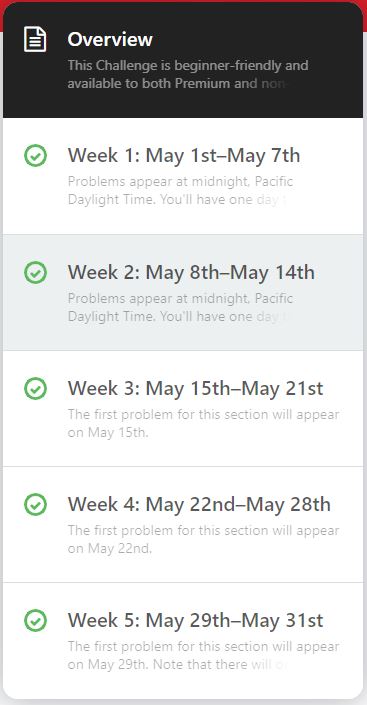 Overview
This Challenge is beginner-friendly and
available to both Premium and non-
Week 1: May 1st–May 7th
Problems appear at midnight, Pacific
Daylight Time. You'll have one day t
Week 2: May 8th–May 14th
Problems appear at midnight, Pacific
Daylight Time. You'll have one day t
Week 3: May 15th–May 21st
The first problem for this section will appear
on May 15th.
Week 4: May 22nd–May 28th
The first problem for this section will appear
on May 22nd.
Week 5: May 29th–May 31st
The first problem for this section will appear
on May 29th. Note that there will